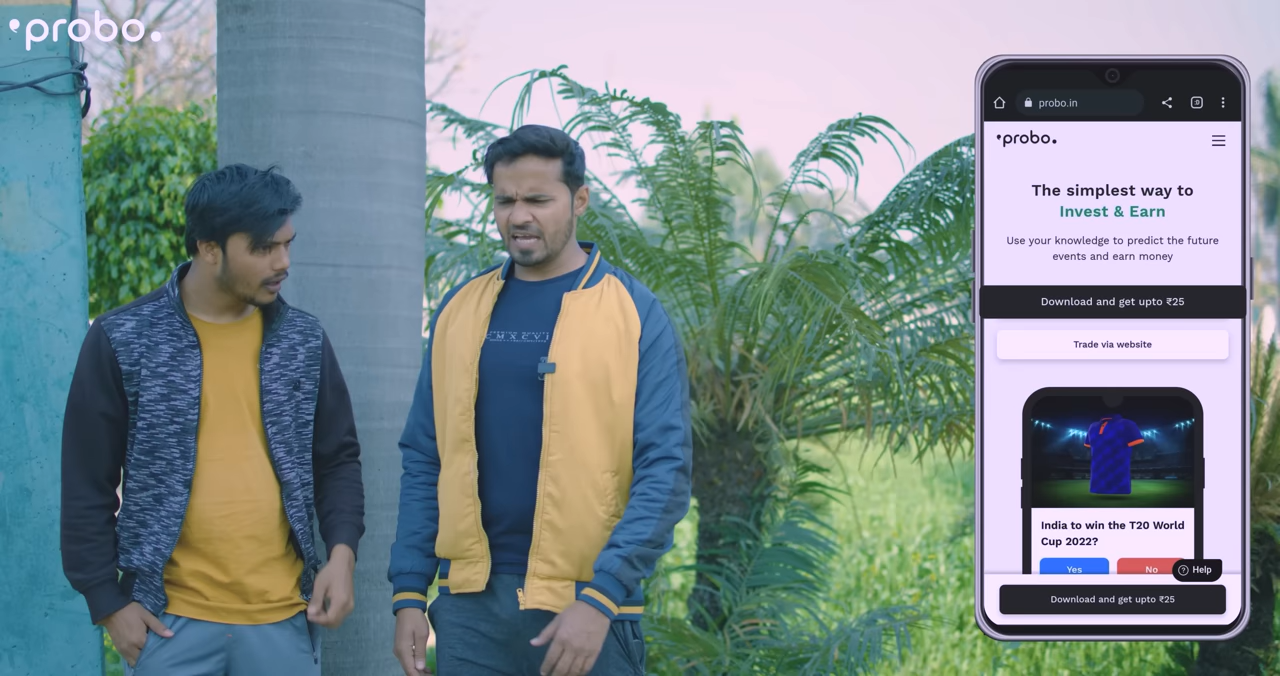 probo.
CMXCVI
probo.in
probo.
The simplest way to
Invest & Earn
Use your knowledge to predict the future
events and earn money
Download and get upto ₹25
Trade via website
India to win the T20 World
Cup 2022?
Yes
No
Help
Download and get upto ₹25